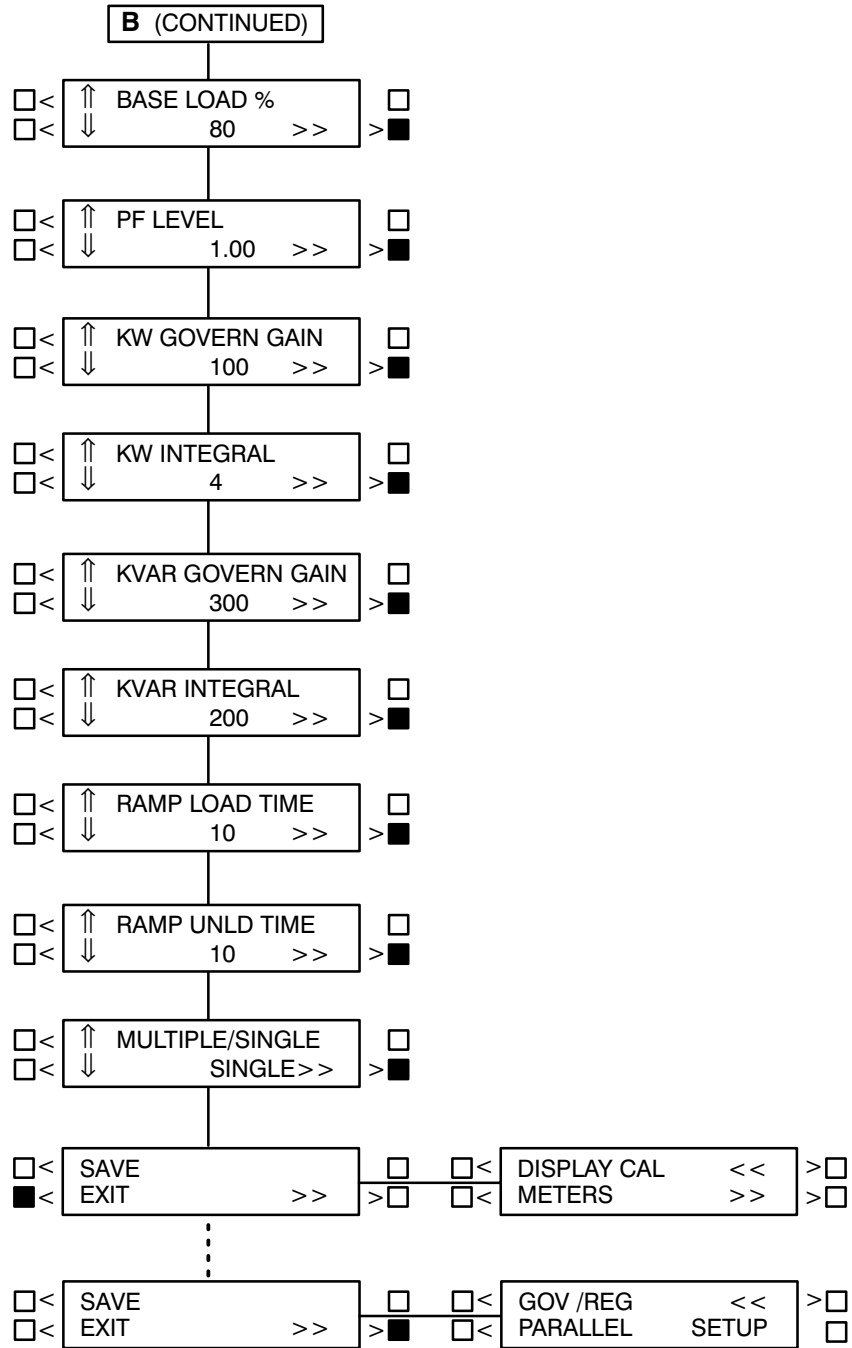 B (CONTINUED)
< ⇑ BASE LOAD %
< ⇓ 80 >> >
< ⇑ PF LEVEL
< ⇓ 1.00 >> >
< ⇑ KW GOVERN GAIN
< ⇓ 100 >> >
< ⇑ KW INTEGRAL
< ⇓ 4 >> >
< ⇑ KVAR GOVERN GAIN
< ⇓ 300 >> >
< ⇑ KVAR INTEGRAL
< ⇓ 200 >> >
< ⇑ RAMP LOAD TIME
< ⇓ 10 >> >
< ⇑ RAMP UNLD TIME
< ⇓ 10 >> >
< ⇑ MULTIPLE/SINGLE
< ⇓ SINGLE>> >
< SAVE < DISPLAY CAL << >
< EXIT >> > < METERS >> >
< SAVE < GOV /REG << >
< EXIT >> > < PARALLEL SETUP